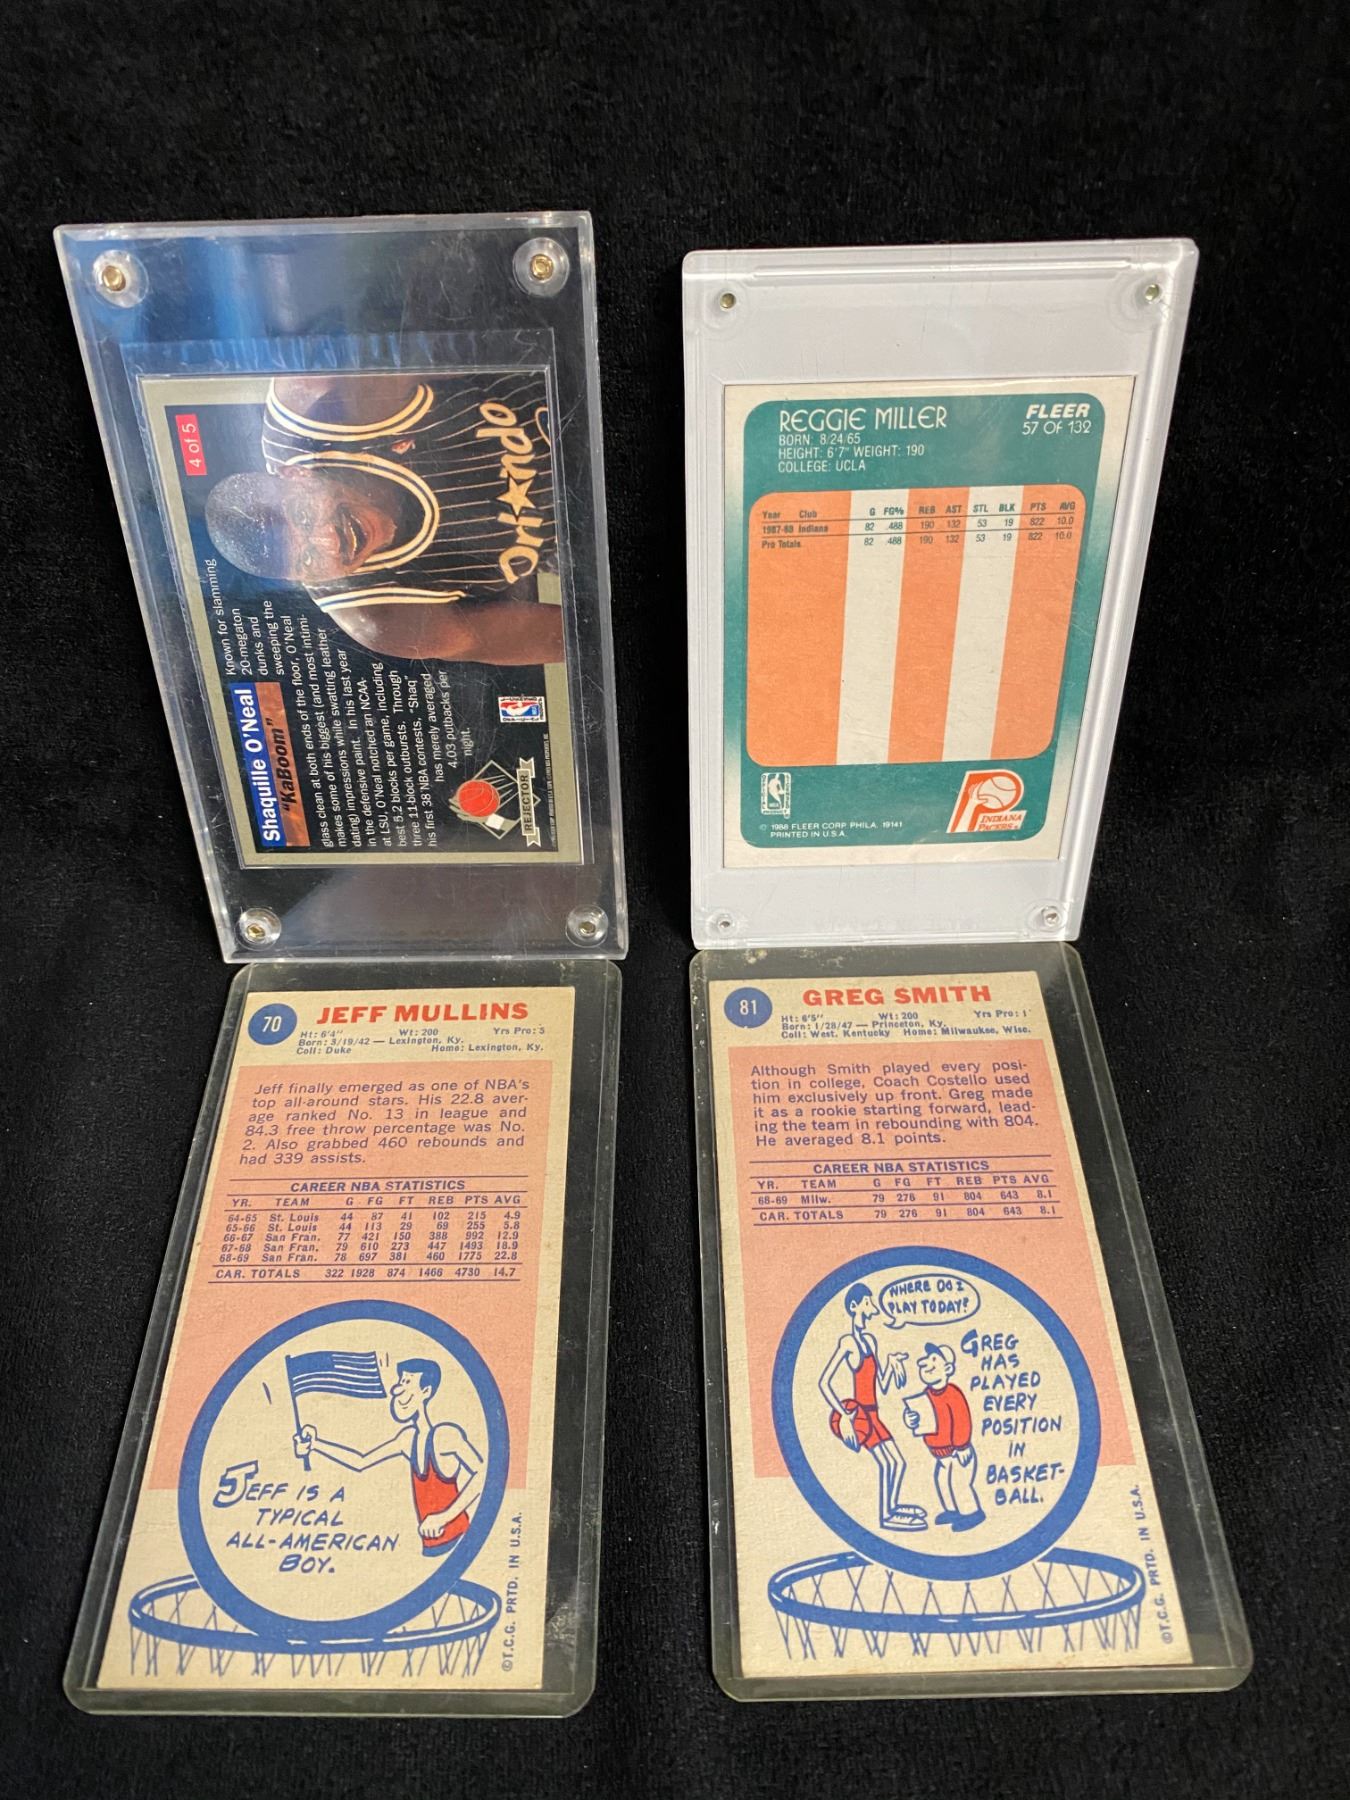 4 of 5
Shaquille O'Neal
"KaBoom"
Known for slamming
20-megaton
dunks and
sweeping the
glass clean at both ends of the floor, O'Neal
makes some of his biggest (and most intimi-
dating) impressions while swatting leather
in the defensive paint. In his last year
at LSU, O'Neal notched an NCAA-
best 5.2 blocks per game, including
three 11-block outbursts. Through
his first 38 NBA contests, "Shaq"
has merely averaged
4.03 putbacks per
night.
Orlando
REJECTOR
REGGIE MILLER
BORN: 8/24/65
HEIGHT: 6'7" WEIGHT: 190
COLLEGE: UCLA
FLEER
57 OF 132
Year Club G FG% REB AST STL BLK PTS AVG
1987-88 Indiana 82 .488 190 132 53 19 822 10.0
Pro Totals 82 .488 190 132 53 19 822 10.0
© 1988 FLEER CORP. PHILA. 19141
PRINTED IN U.S.A.
INDIANA
PACERS
70
JEFF MULLINS
Ht: 6'4" Wt: 200 Yrs Pro: 5
Born: 3/19/42 — Lexington, Ky.
Coll: Duke Home: Lexington, Ky.
Jeff finally emerged as one of NBA's
top all-around stars. His 22.8 aver-
age ranked No. 13 in league and
84.3 free throw percentage was No.
2. Also grabbed 460 rebounds and
had 339 assists.
CAREER NBA STATISTICS
YR. TEAM G FG FT REB PTS AVG
64-65 St. Louis 44 87 41 102 215 4.9
65-66 St. Louis 44 113 29 69 255 5.8
66-67 San Fran. 77 421 150 388 992 12.9
67-68 San Fran. 79 610 273 447 1493 18.9
68-69 San Fran. 78 697 381 460 1775 22.8
CAR. TOTALS 322 1928 874 1466 4730 14.7
JEFF IS A
TYPICAL
ALL-AMERICAN
BOY.
©T.C.G. PRTD. IN U.S.A.
81
GREG SMITH
Ht: 6'5" Wt: 200 Yrs Pro: 1
Born: 1/28/47 — Princeton, Ky.
Coll: West. Kentucky Home: Milwaukee, Wisc.
Although Smith played every posi-
tion in college, Coach Costello used
him exclusively up front. Greg made
it as a rookie starting forward, lead-
ing the team in rebounding with 804.
He averaged 8.1 points.
CAREER NBA STATISTICS
YR. TEAM G FG FT REB PTS AVG
68-69 Milw. 79 276 91 804 643 8.1
CAR. TOTALS 79 276 91 804 643 8.1
WHERE DO I
PLAY TODAY?
GREG
HAS
PLAYED
EVERY
POSITION
IN
BASKET-
BALL.
©T.C.G. PRTD. IN U.S.A.